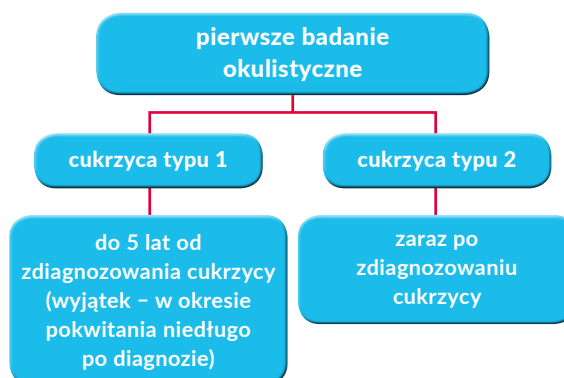 pierwsze badanie
okulistyczne
cukrzyca typu 1
cukrzyca typu 2
do 5 lat od
zdiagnozowania cukrzycy
(wyjątek – w okresie
pokwitania niedługo
po diagnozie)
zaraz po
zdiagnozowaniu
cukrzycy